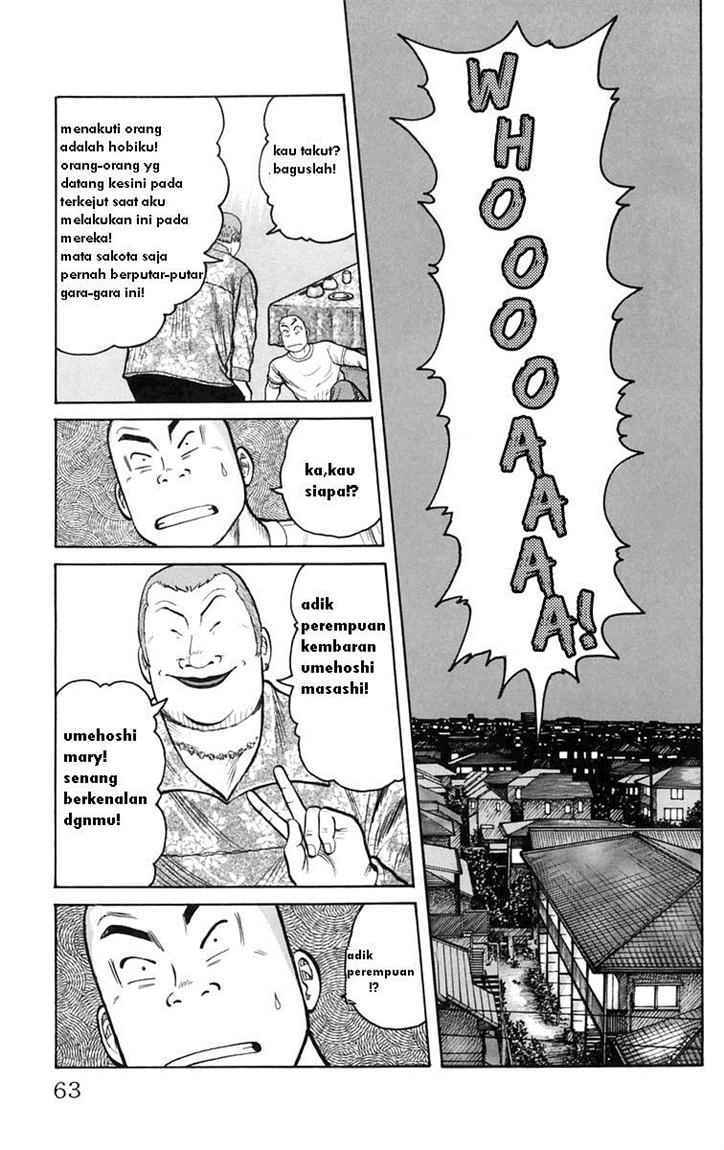 WHOOOOAAAA!
kau takut?
baguslah!
menakuti orang
adalah hobiku!
orang-orang yg
datang kesini pada
terkejut saat aku
melakukan ini pada
mereka!
mata sakota saja
pernah berputar-putar
gara-gara ini!
ka,kau
siapa!?
adik
perempuan
kembaran
umehoshi
masashi!
umehoshi
mary!
senang
berkenalan
dgnmu!
adik
perempuan
!?
63